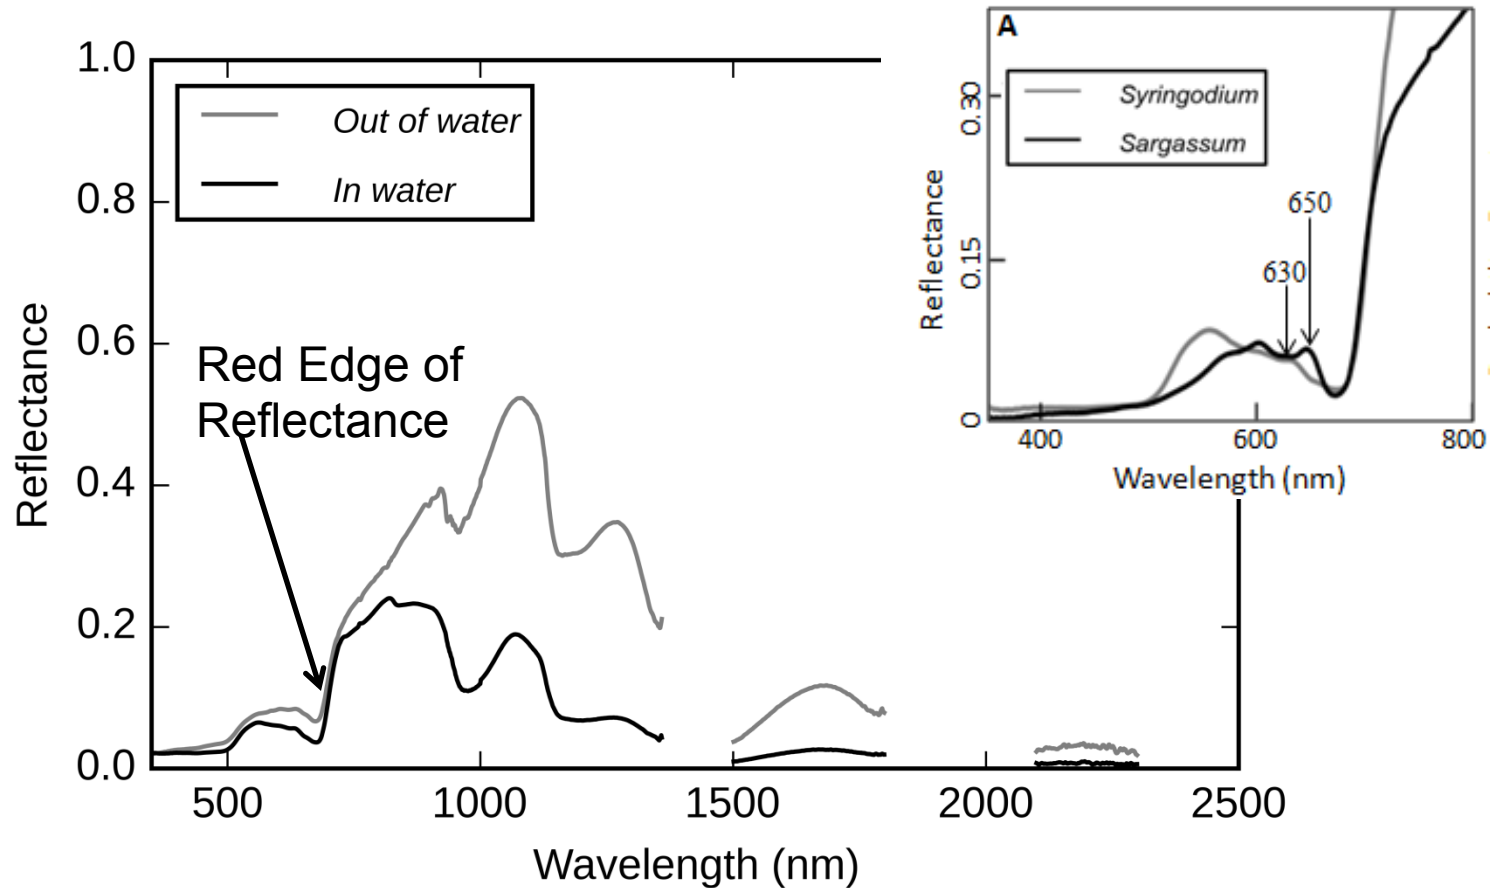 1.0
0.8
0.6
0.4
0.2
0.0
Reflectance
Out of water
In water
Red Edge of
Reflectance
500
1000
1500
2000
2500
Wavelength (nm)
A
Syringodium
Sargassum
0.30
0.15
0
Reflectance
650
630
400
600
800
Wavelength (nm)